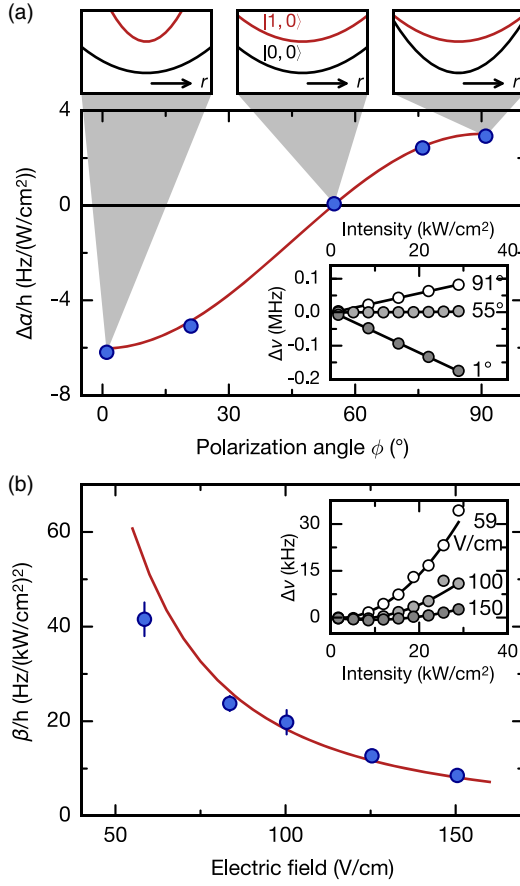 (a)
|1, 0⟩
|0, 0⟩
r
r
r
Δα/h (Hz/(W/cm²))
4
0
-4
-8
0
30
60
90
Polarization angle ϕ (°)
Intensity (kW/cm²)
0
20
40
Δν (MHz)
0.1
0.0
-0.1
-0.2
91°
55°
1°
(b)
β/h (Hz/(kW/cm²)²)
60
40
20
0
50
100
150
Electric field (V/cm)
Δν (kHz)
30
0
59
V/cm
100
150
0
20
40
Intensity (kW/cm²)